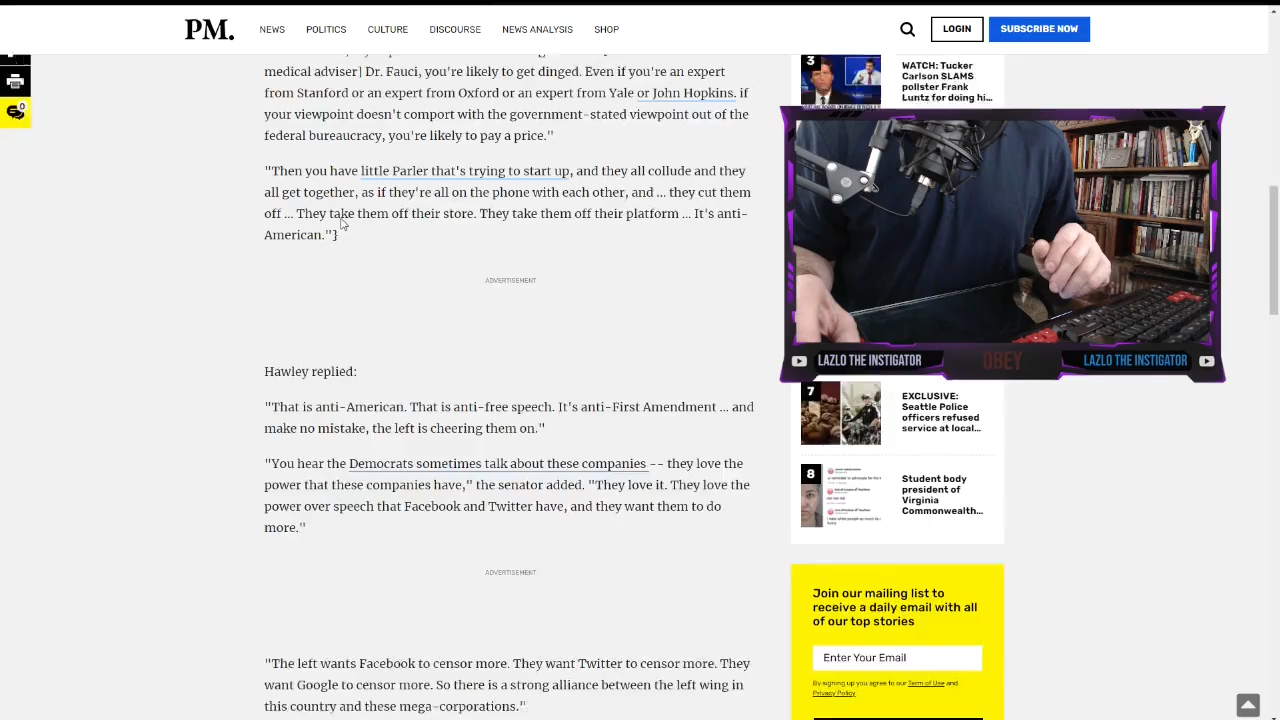 PM.
NEWS
POLITICS
CULTURE
DISCOURSE
NEWS ANALYSIS
SHOP
LOGIN
SUBSCRIBE NOW
0
medical adviser] Dr. Fauci, you're likely to get dinged. Even if you're an expert
from Stanford or an expert from Oxford or an expert from Yale or John Hopkins. if
your viewpoint doesn't comport with the government-stated viewpoint out of the
federal bureaucracy, you're likely to pay a price."
"Then you have little Parler that's trying to start up, and they all collude and they
all get together, as if they're all on the phone with each other, and ... they cut them
off ... They take them off their store. They take them off their platform ... It's anti-
American."}
ADVERTISEMENT
Hawley replied:
"That is anti-American. That is anti-free speech. It's anti-First Amendment ... and
make no mistake, the left is cheering them on."
"You hear the Democrats sometimes talk about these companies -- they love the
power that these companies have," the senator added. "They love it. They love the
power over speech that Facebook and Twitter have, and they want them to do
more."
ADVERTISEMENT
"The left wants Facebook to censor more. They want Twitter to censor more. They
want Google to censor more. So there is a strong alliance between the left wing in
this country and these mega-corporations."
3
WATCH: Tucker
Carlson SLAMS
pollster Frank
Luntz for doing hi...
LAZLO THE INSTIGATOR
OBEY
LAZLO THE INSTIGATOR
7
EXCLUSIVE:
Seattle Police
officers refused
service at local...
8
Student body
president of
Virginia
Commonwealth...
Join our mailing list to
receive a daily email with all
of our top stories
Enter Your Email
By signing up you agree to our Term of Use and
Privacy Policy